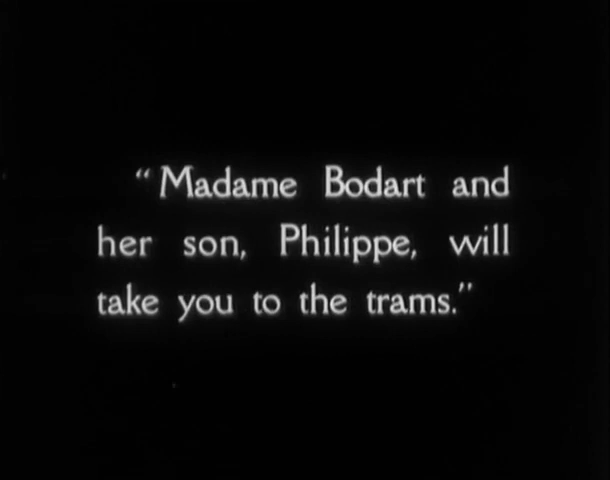 “Madame Bodart and
her son, Philippe, will
take you to the trams.”